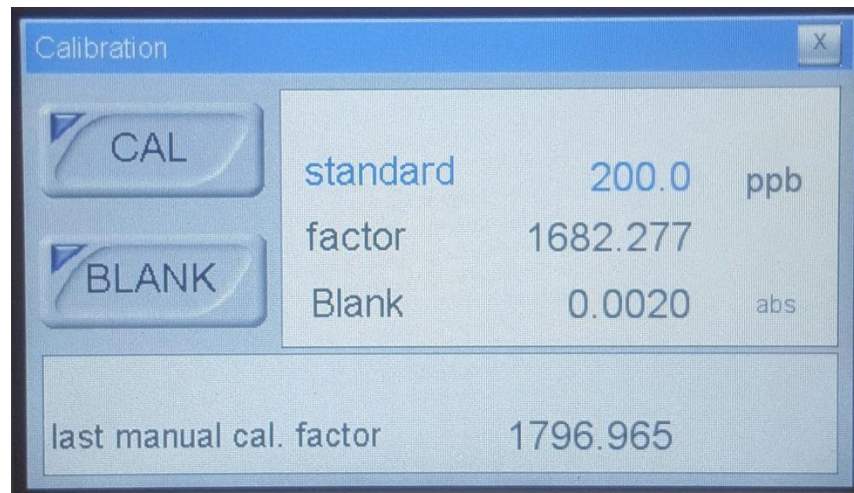 Calibration X
CAL
BLANK
standard 200.0 ppb
factor 1682.277
Blank 0.0020 abs
last manual cal. factor 1796.965